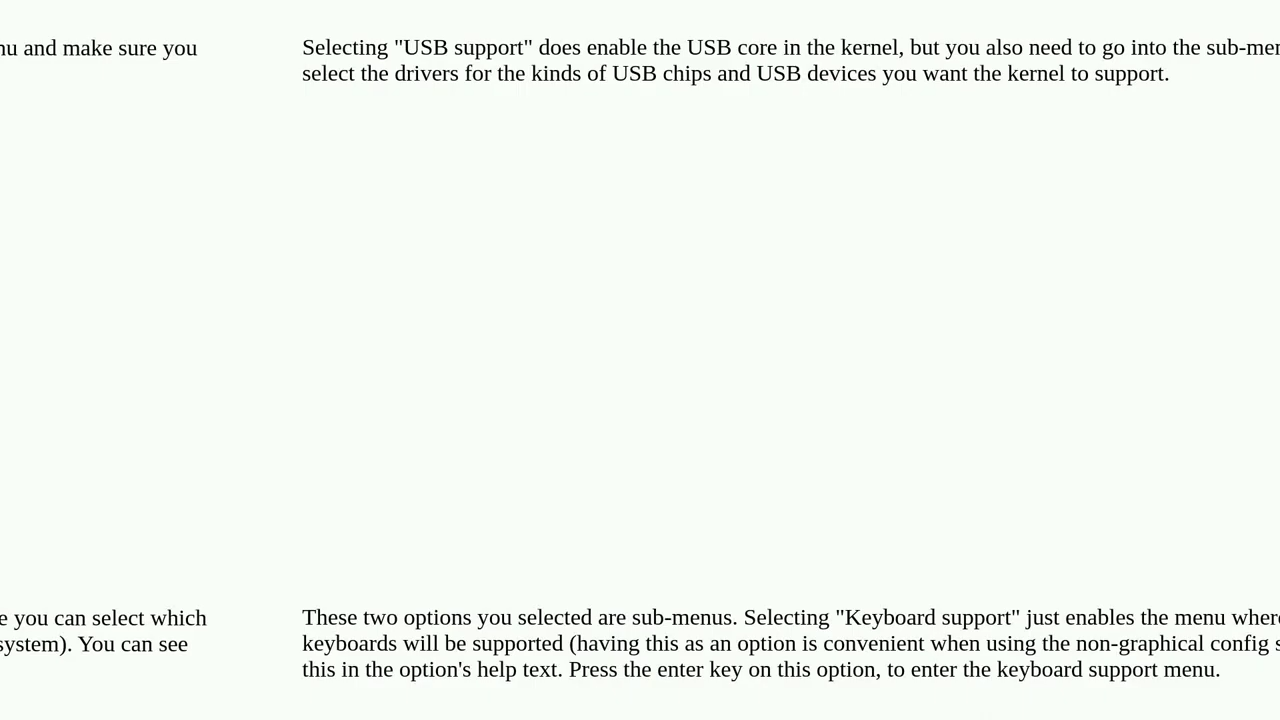 nu and make sure you
Selecting "USB support" does enable the USB core in the kernel, but you also need to go into the sub-men
select the drivers for the kinds of USB chips and USB devices you want the kernel to support.
e you can select which
system). You can see
These two options you selected are sub-menus. Selecting "Keyboard support" just enables the menu where
keyboards will be supported (having this as an option is convenient when using the non-graphical config s
this in the option's help text. Press the enter key on this option, to enter the keyboard support menu.